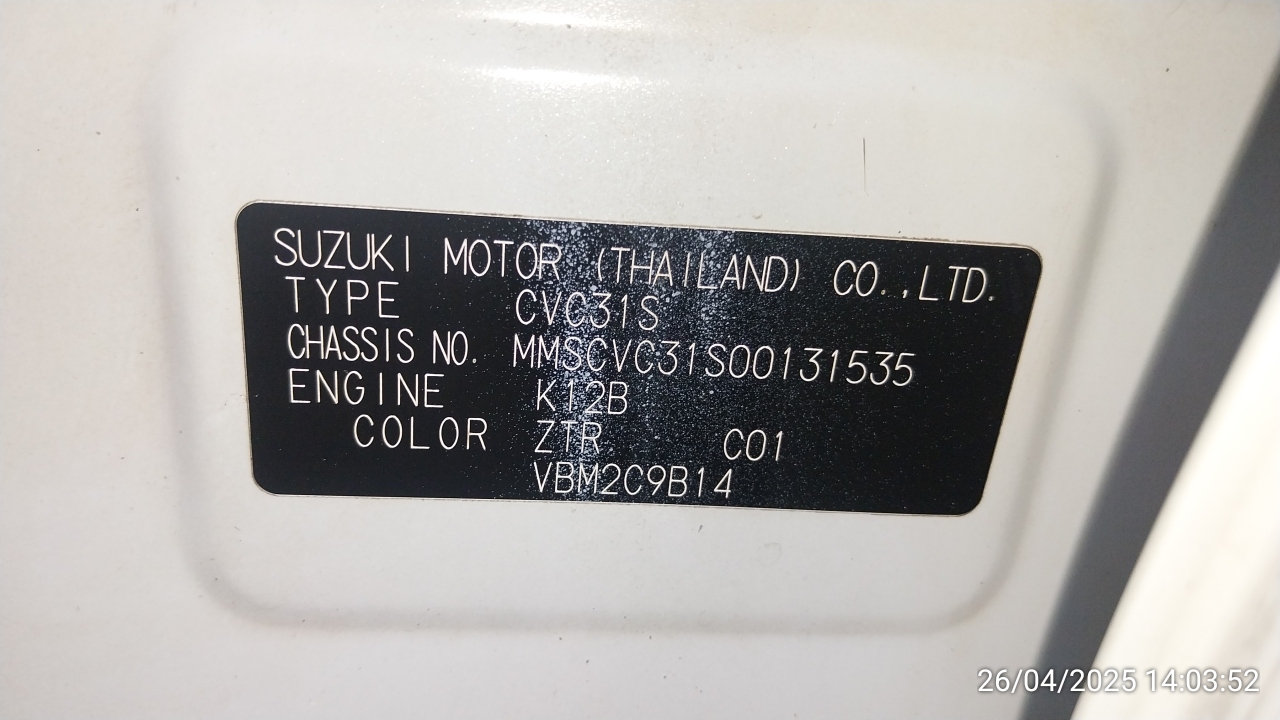 SUZUKI MOTOR (THAILAND) CO.,LTD.
TYPE CVC31S
CHASSIS NO. MMSCVC31S00131535
ENGINE K12B
COLOR ZTR C01
VBM2C9B14
26/04/2025 14:03:52